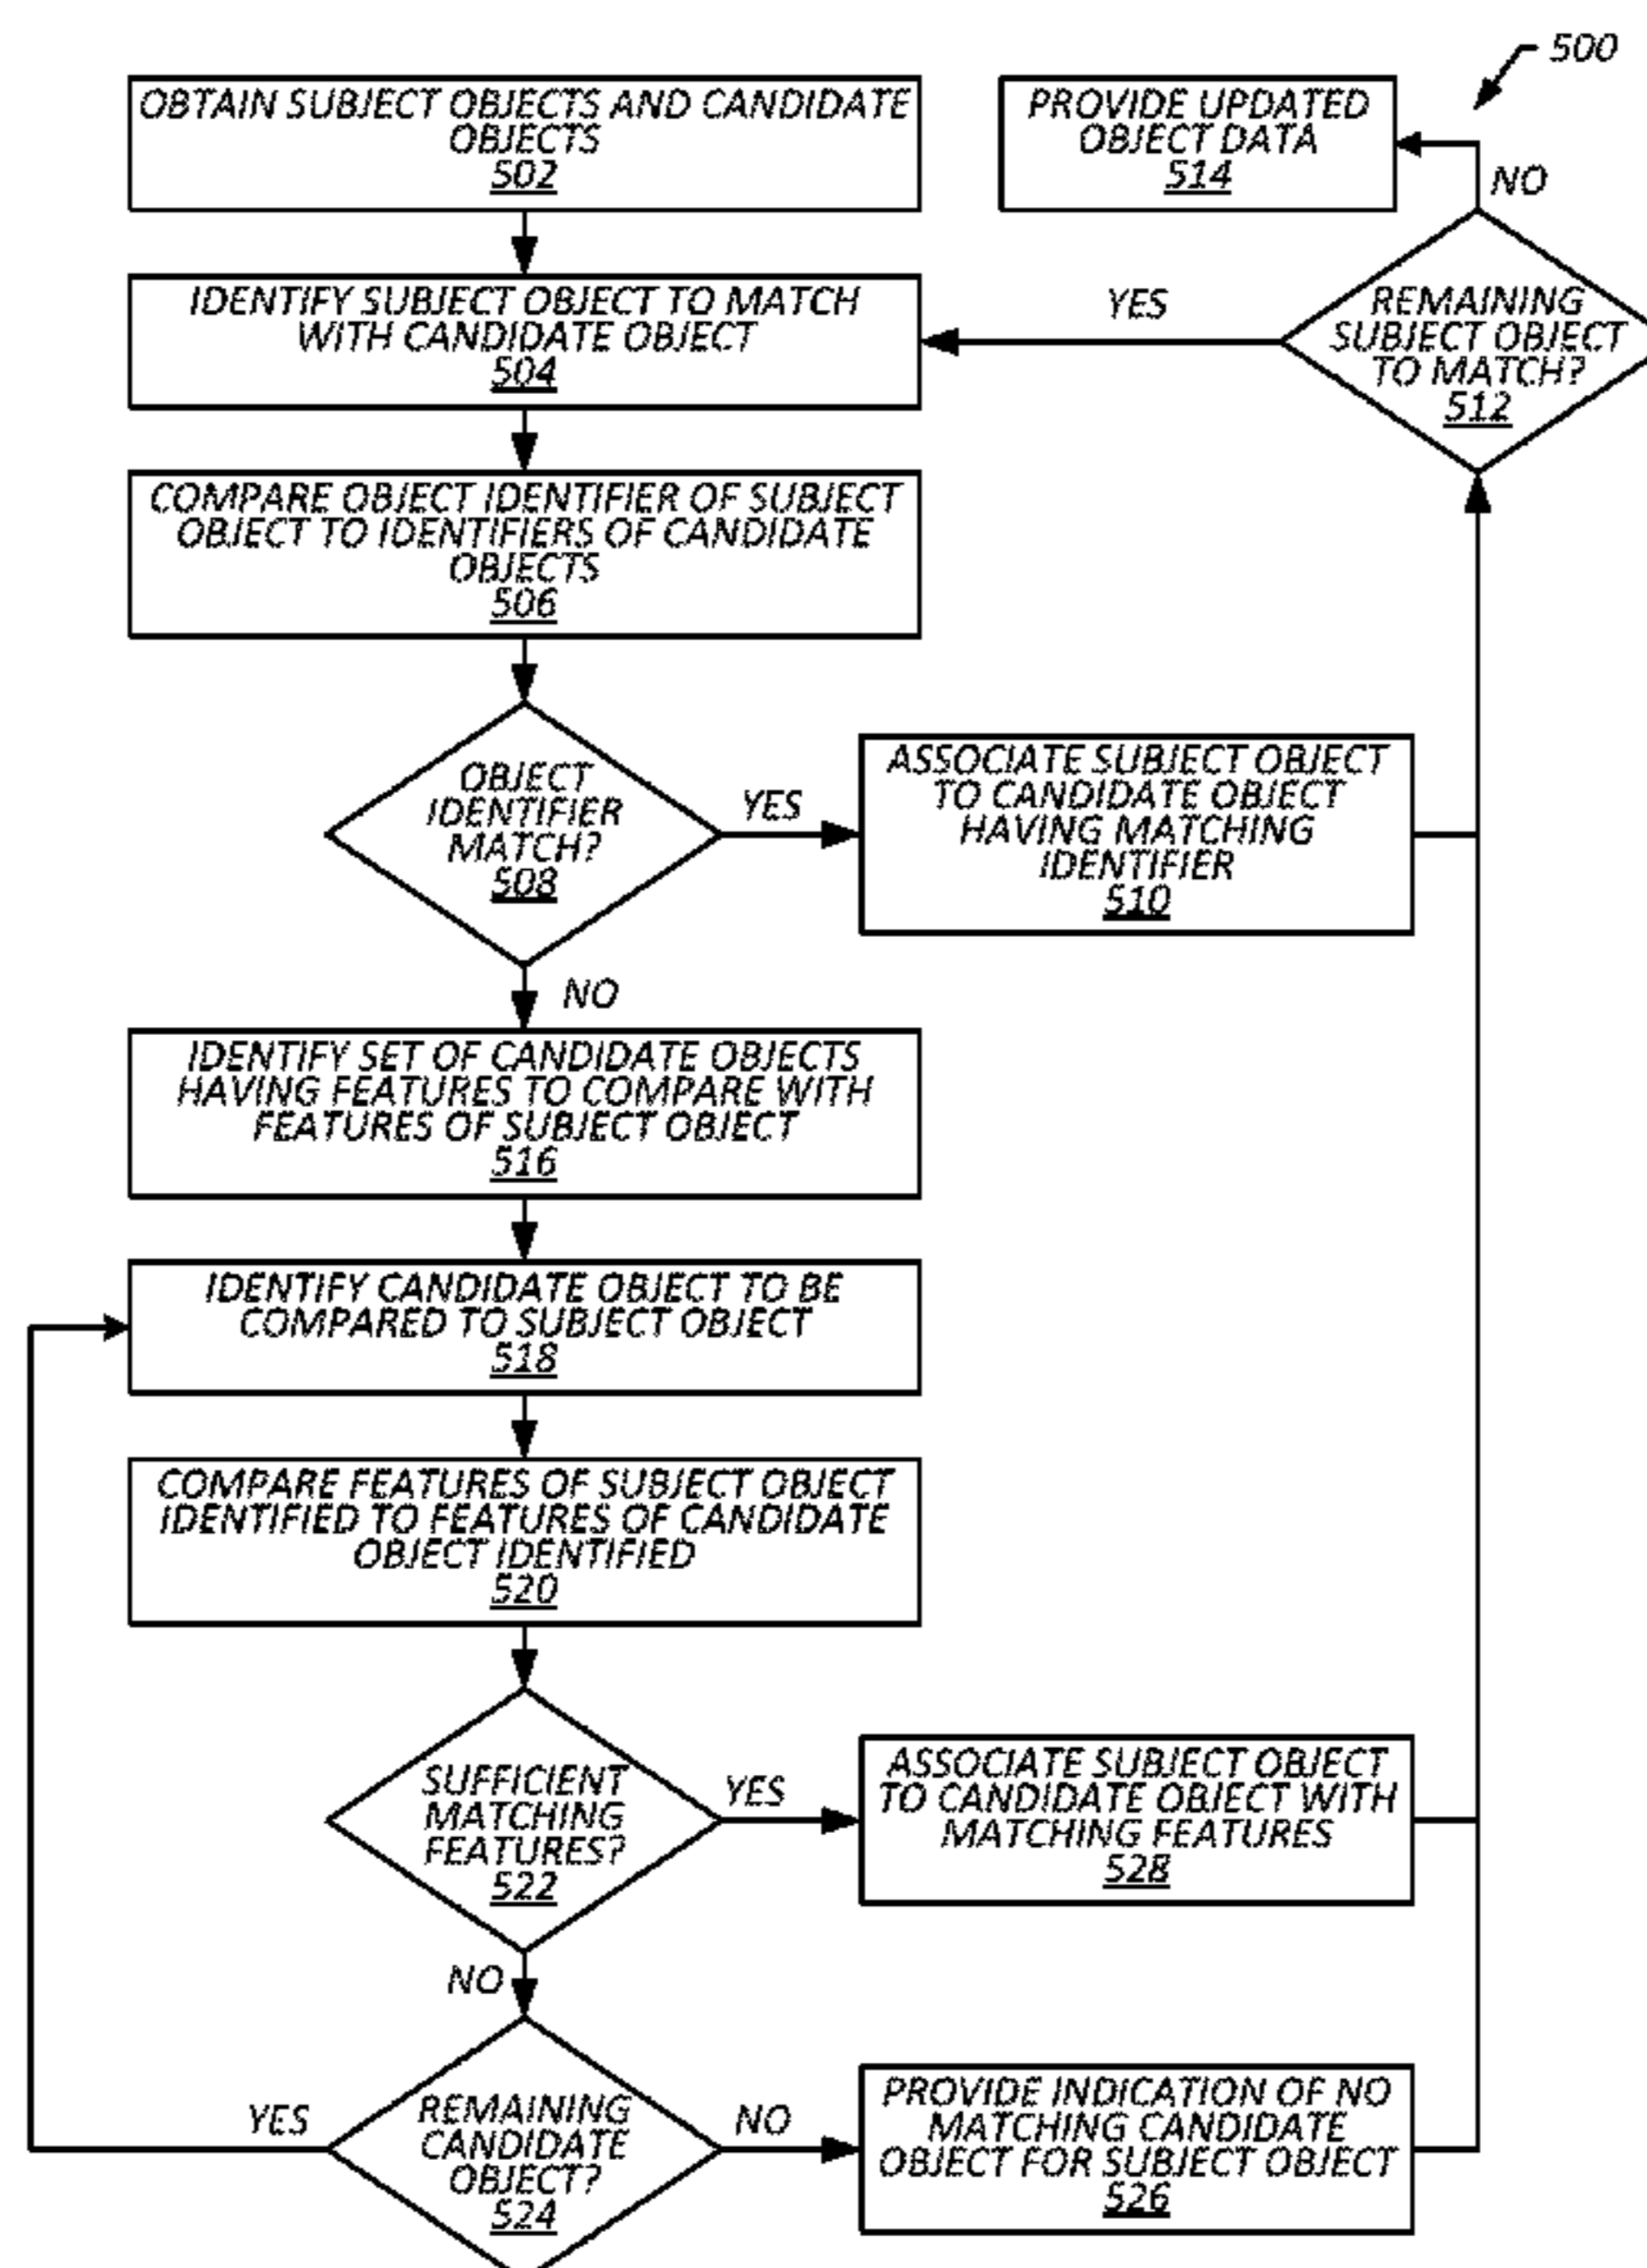 500
OBTAIN SUBJECT OBJECTS AND CANDIDATE
OBJECTS
502
PROVIDE UPDATED
OBJECT DATA
514
NO
IDENTIFY SUBJECT OBJECT TO MATCH
WITH CANDIDATE OBJECT
504
YES
REMAINING
SUBJECT OBJECT
TO MATCH?
512
COMPARE OBJECT IDENTIFIER OF SUBJECT
OBJECT TO IDENTIFIERS OF CANDIDATE
OBJECTS
506
OBJECT
IDENTIFIER
MATCH?
508
YES
ASSOCIATE SUBJECT OBJECT
TO CANDIDATE OBJECT
HAVING MATCHING
IDENTIFIER
510
NO
IDENTIFY SET OF CANDIDATE OBJECTS
HAVING FEATURES TO COMPARE WITH
FEATURES OF SUBJECT OBJECT
516
IDENTIFY CANDIDATE OBJECT TO BE
COMPARED TO SUBJECT OBJECT
518
COMPARE FEATURES OF SUBJECT OBJECT
IDENTIFIED TO FEATURES OF CANDIDATE
OBJECT IDENTIFIED
520
SUFFICIENT
MATCHING
FEATURES?
522
YES
ASSOCIATE SUBJECT OBJECT
TO CANDIDATE OBJECT WITH
MATCHING FEATURES
528
NO
YES
REMAINING
CANDIDATE
OBJECT?
524
NO
PROVIDE INDICATION OF NO
MATCHING CANDIDATE
OBJECT FOR SUBJECT OBJECT
526